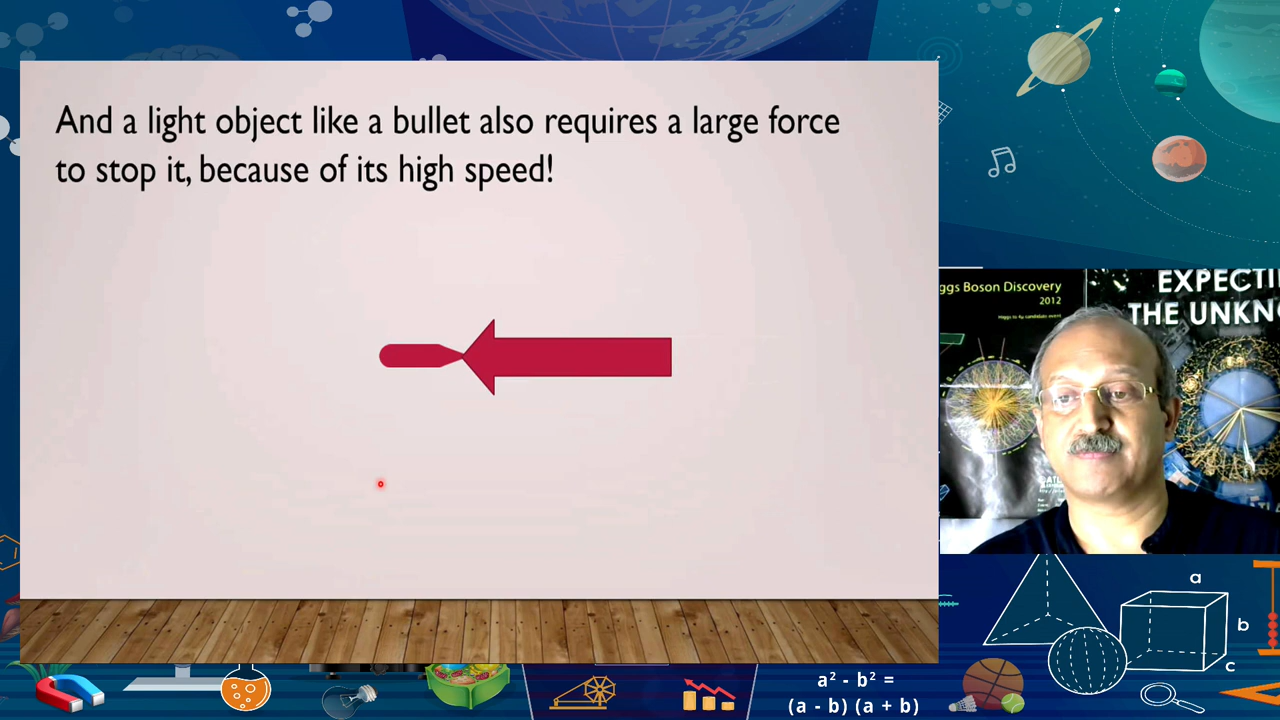 And a light object like a bullet also requires a large force
to stop it, because of its high speed!
ggs Boson Discovery
2012
EXPECTI
THE UNKN
a
b
c
a² - b² =
(a - b) (a + b)